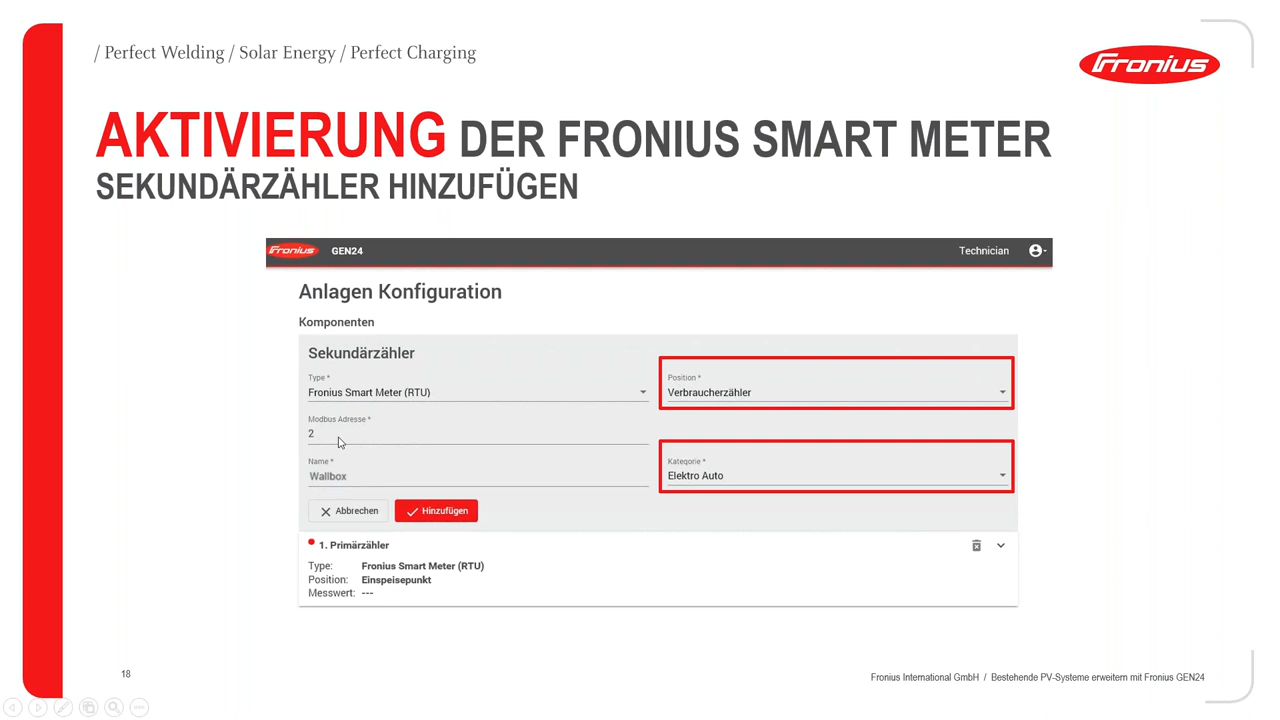 / Perfect Welding / Solar Energy / Perfect Charging
Fronius
AKTIVIERUNG DER FRONIUS SMART METER
SEKUNDÄRZÄHLER HINZUFÜGEN
Fronius GEN24 Technician
Anlagen Konfiguration
Komponenten
Sekundärzähler
Type * Position *
Fronius Smart Meter (RTU) Verbraucherzähler
Modbus Adresse *
2
Name * Kategorie *
Wallbox Elektro Auto
Abbrechen Hinzufügen
1. Primärzähler
Type: Fronius Smart Meter (RTU)
Position: Einspeisepunkt
Messwert: ---
18 Fronius International GmbH / Bestehende PV-Systeme erweitern mit Fronius GEN24